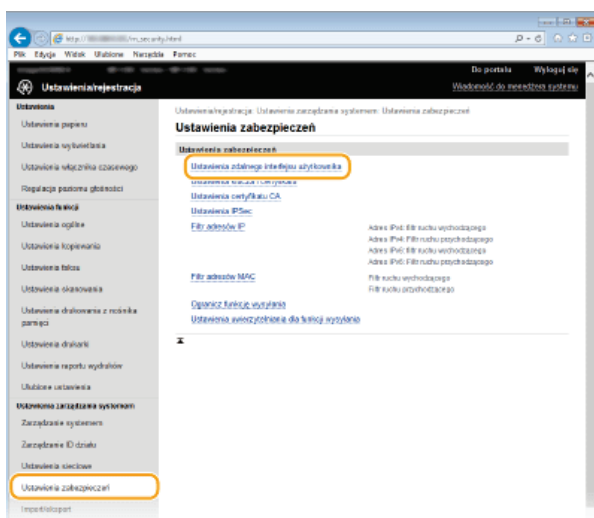 http://
/m_security.html
Plik Edycja Widok Ulubione Narzędzia Pomoc
Do portalu Wyloguj się
Ustawienia/rejestracja
Wiadomość do menedżera systemu
Ustawienia
Ustawienia papieru
Ustawienia wyświetlania
Ustawienia włącznika czasowego
Regulacja poziomu głośności
Ustawienia funkcji
Ustawienia ogólne
Ustawienia kopiowania
Ustawienia faksu
Ustawienia skanowania
Ustawienia drukowania z nośnika
pamięci
Ustawienia drukarki
Ustawienia raportu wydruków
Ulubione ustawienia
Ustawienia zarządzania systemem
Zarządzanie systemem
Zarządzanie ID działu
Ustawienia sieciowe
Ustawienia zabezpieczeń
Import/eksport
Ustawienia/rejestracja: Ustawienia zarządzania systemem: Ustawienia zabezpieczeń
Ustawienia zabezpieczeń
Ustawienia zabezpieczeń
Ustawienia zdalnego interfejsu użytkownika
Ustawienia klucza i certyfikatu
Ustawienia certyfikatu CA
Ustawienia IPSec
Filtr adresów IP
Adres IPv4: Filtr ruchu wychodzącego
Adres IPv4: Filtr ruchu przychodzącego
Adres IPv6: Filtr ruchu wychodzącego
Adres IPv6: Filtr ruchu przychodzącego
Filtr adresów MAC
Filtr ruchu wychodzącego
Filtr ruchu przychodzącego
Ogranicz funkcję wysyłania
Ustawienia uwierzytelniania dla funkcji wysyłania